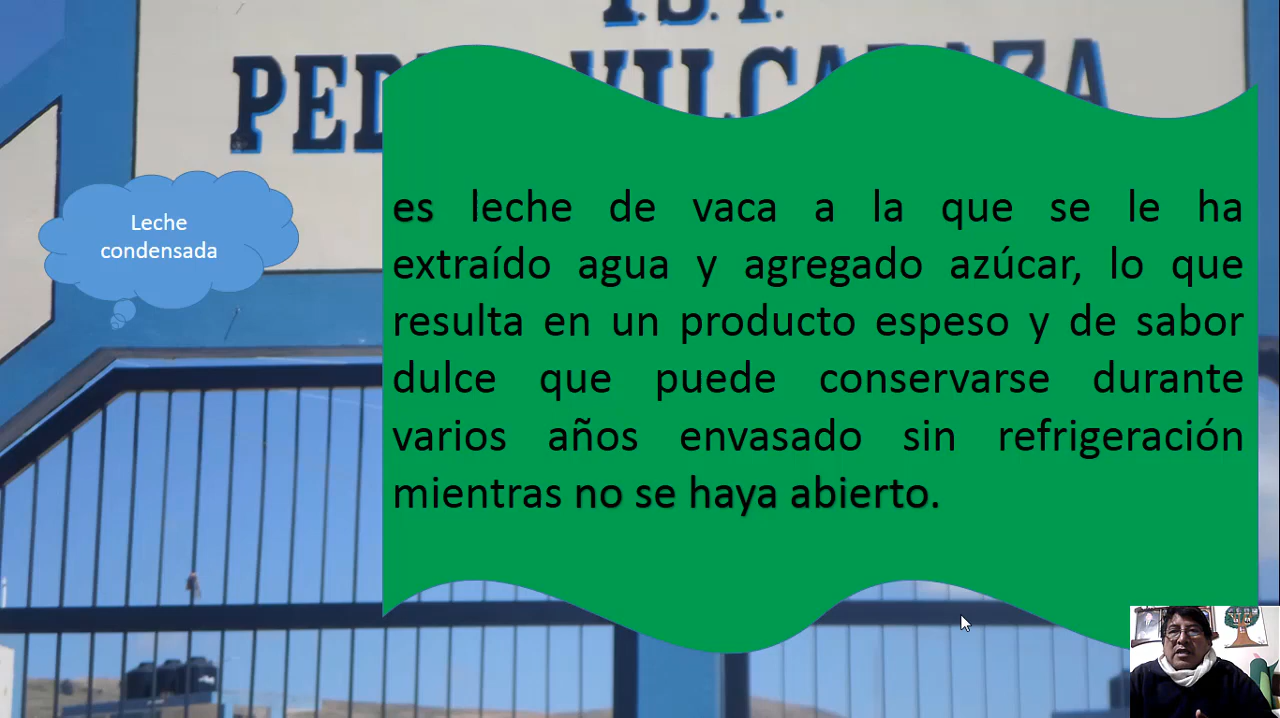 I.S.T.
Leche
condensada
es leche de vaca a la que se le ha
extraído agua y agregado azúcar, lo que
resulta en un producto espeso y de sabor
dulce que puede conservarse durante
varios años envasado sin refrigeración
mientras no se haya abierto.